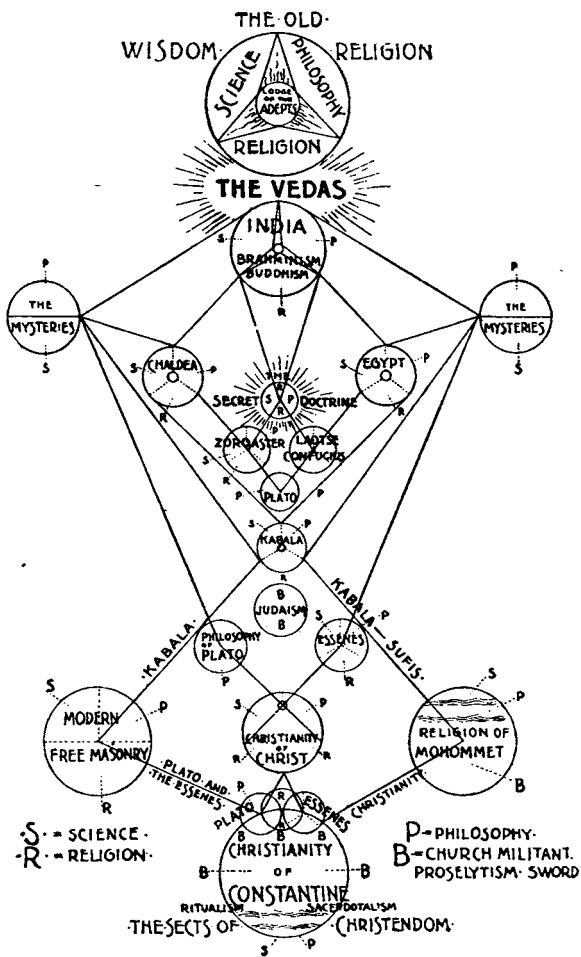 THE OLD
WISDOM RELIGION
SCIENCE
PHILOSOPHY
LODGE
OF THE
ADEPTS
RELIGION
THE VEDAS
INDIA
S P
BRAHMINISM
BUDDHISM
R
P
THE
MYSTERIES
S
P
THE
MYSTERIES
S
S CHALDEA P
R
S EGYPT P
R
THE
SECRET S P DOCTRINE
R
P
ZOROASTER
S
R
LAOTSE
CONFUCIUS
P PLATO P
S P
KABALA
R
B
JUDAISM
B
KABALA
P
KABALA — SUFIS.
PHILOSOPHY
OF
PLATO
P
S
ESSENES
R
S
MODERN P
FREE MASONRY
R
S P
CHRISTIANITY
OF
CHRIST
R R
S
P
RELIGION OF
MOHOMMET
B
PLATO AND
THE ESSENES
CHRISTIANITY
P
PLATO R ESSENES
B B B
CHRISTIANITY
B OF B
CONSTANTINE
RITUALISM SACERDOTALISM
THE SECTS OF CHRISTENDOM.
S P
S = SCIENCE
R = RELIGION
P = PHILOSOPHY
B = CHURCH MILITANT.
PROSELYTISM SWORD